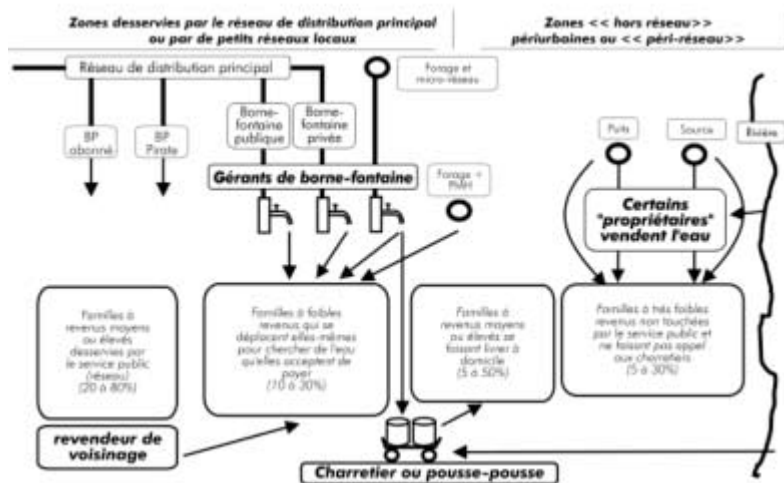 Zones desservies par le réseau de distribution principal
ou par de petits réseaux locaux
Zones << hors réseau>>
périurbaines ou << péri-réseau>>
Réseau de distribution principal
Forage et
micro-réseau
BP
abonné
BP
Pirate
Borne-
fontaine
publique
Borne-
fontaine
privée
Puits
Source
Rivière
Gérants de borne-fontaine
Forage +
PMH
Certains
"propriétaires"
vendent l'eau
Familles à
revenus moyens
ou élevés
desservies par
le service public
(réseau)
(20 à 80%)
Familles à faibles
revenus qui se
déplacent elles-mêmes
pour chercher de l'eau
qu'elles acceptent de
payer
(10 à 30%)
Familles à
revenus moyens
ou élevés se
faisant livrer à
domicile
(5 à 50%)
Familles à trés faibles
revenus non touchées
par le service public et
ne faisant pas appel
aux charretiers
(5 à 30%)
revendeur de
voisinage
Charretier ou pousse-pousse